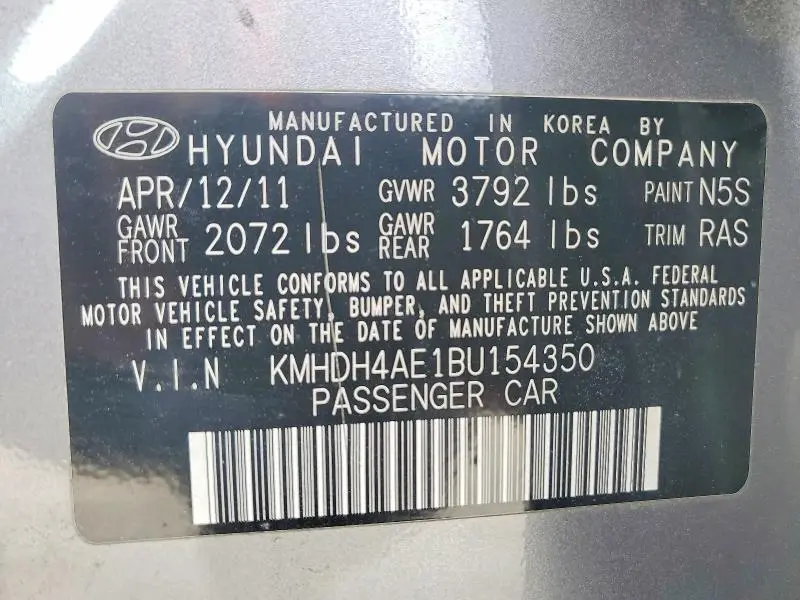 MANUFACTURED IN KOREA BY
HYUNDAI MOTOR COMPANY
APR/12/11 GVWR 3792 lbs PAINT N5S
GAWR FRONT 2072 lbs GAWR REAR 1764 lbs TRIM RAS
THIS VEHICLE CONFORMS TO ALL APPLICABLE U.S.A. FEDERAL
MOTOR VEHICLE SAFETY, BUMPER, AND THEFT PREVENTION STANDARDS
IN EFFECT ON THE DATE OF MANUFACTURE SHOWN ABOVE
V.I.N KMHDH4AE1BU154350
PASSENGER CAR